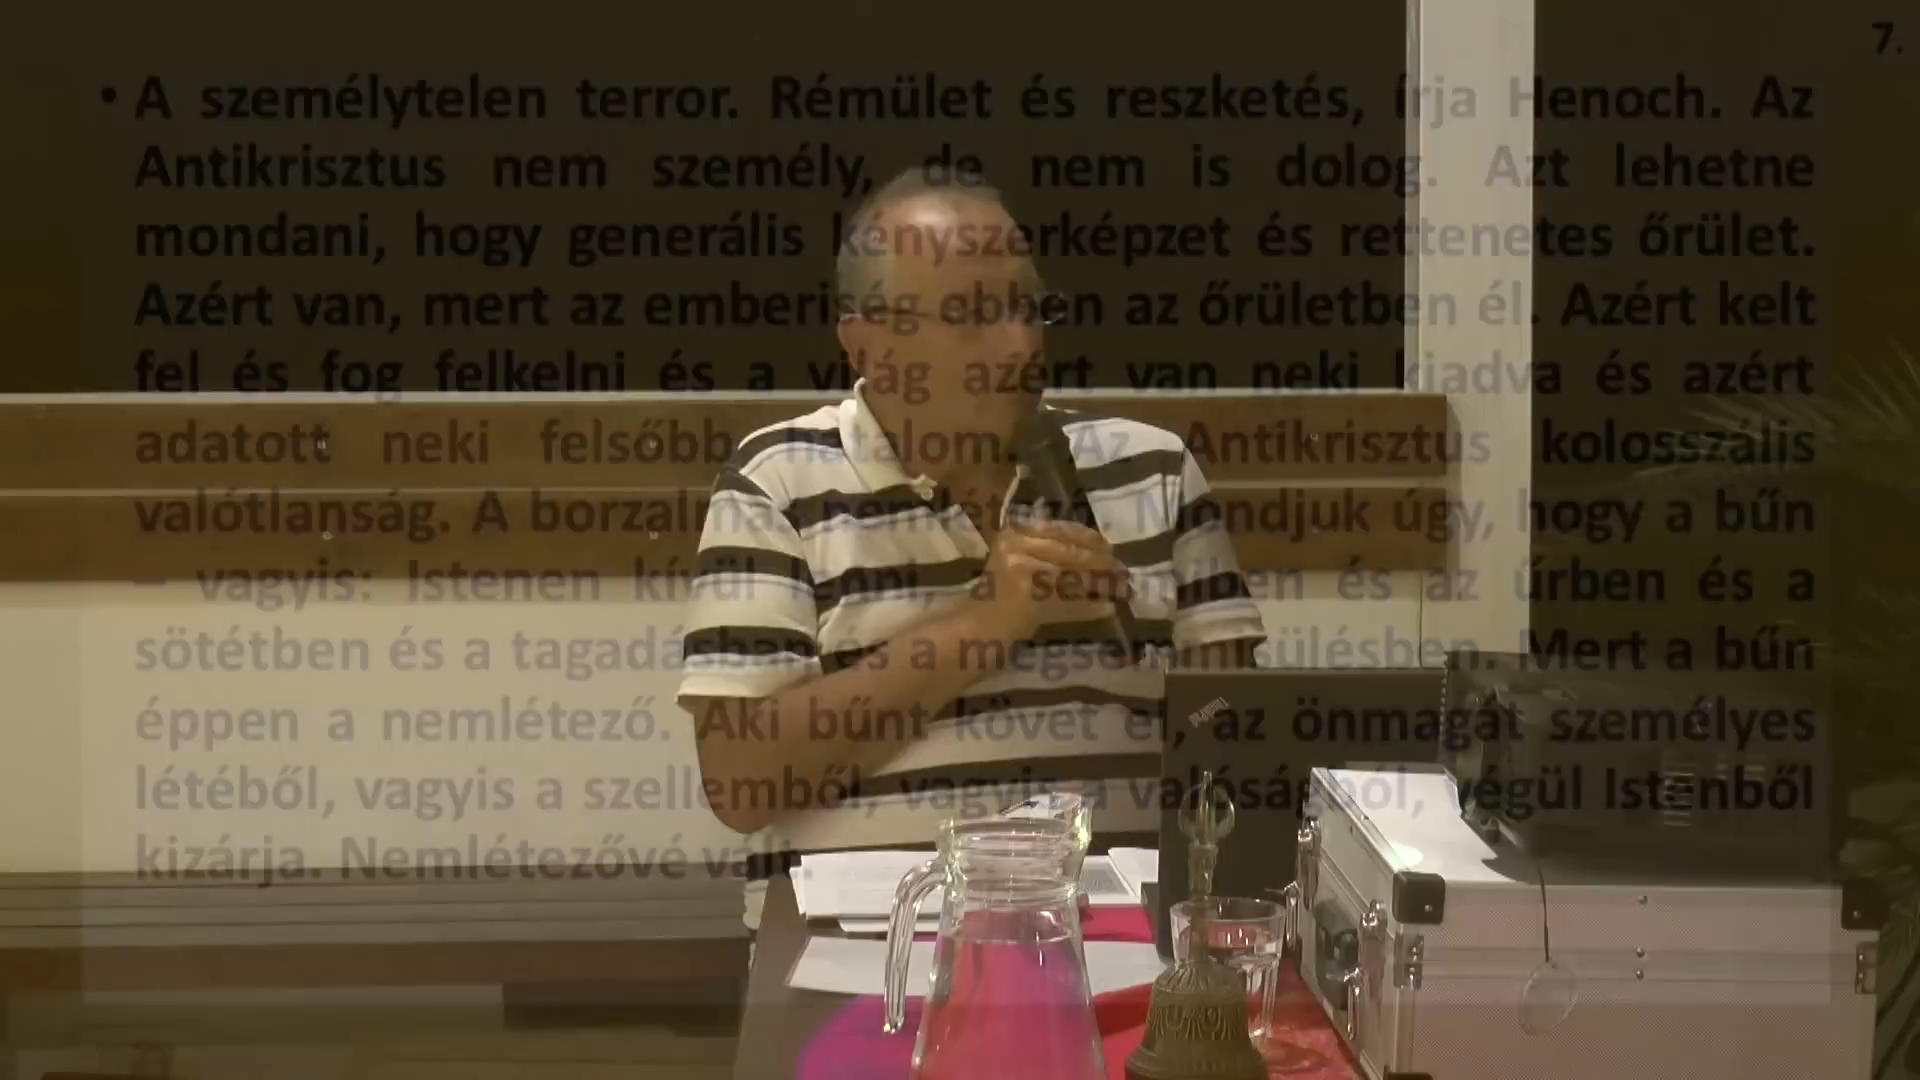 7.
• A személytelen terror. Rémület és reszketés, írja Henoch. Az
Antikrisztus nem személy, de nem is dolog. Azt lehetne
mondani, hogy generális kényszerképzet és rettenetes őrület.
Azért van, mert az emberiség ebben az őrületben él. Azért kelt
fel és fog felkelni és a világ azért van neki kiadva és azért
adatott neki felsőbb hatalom. Az Antikrisztus kolosszális
valótlanság. A borzalmas nemlétező. Mondjuk úgy, hogy a bűn
– vagyis: Istenen kívül lenni, a semmiben és az űrben és a
sötétben és a tagadásban és a megsemmisülésben. Mert a bűn
éppen a nemlétező. Aki bűnt követ el, az önmagát személyes
létéből, vagyis a szellemből, vagyis a valóságból, végül Istenből
kizárja. Nemlétezővé vált.